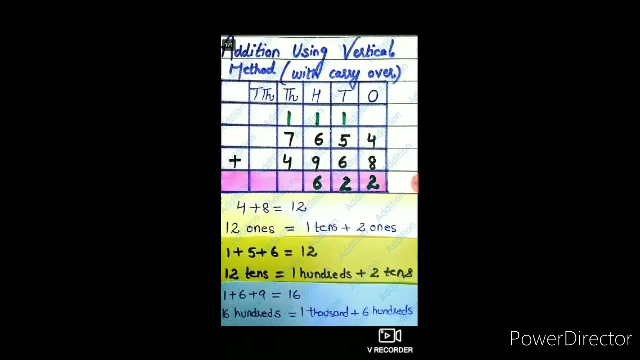 Addition Using Vertical
Method (with carry over)
TTh Th H T O
1 1 1
7 6 5 4
+ 4 9 6 8
6 2 2
4+8= 12
12 ones = 1 tens + 2 ones
1+5+6=12
12 tens = 1 hundreds + 2 tens
1+6+9 = 16
16 hundreds = 1 thousand + 6 hundreds
V RECORDER
PowerDirector